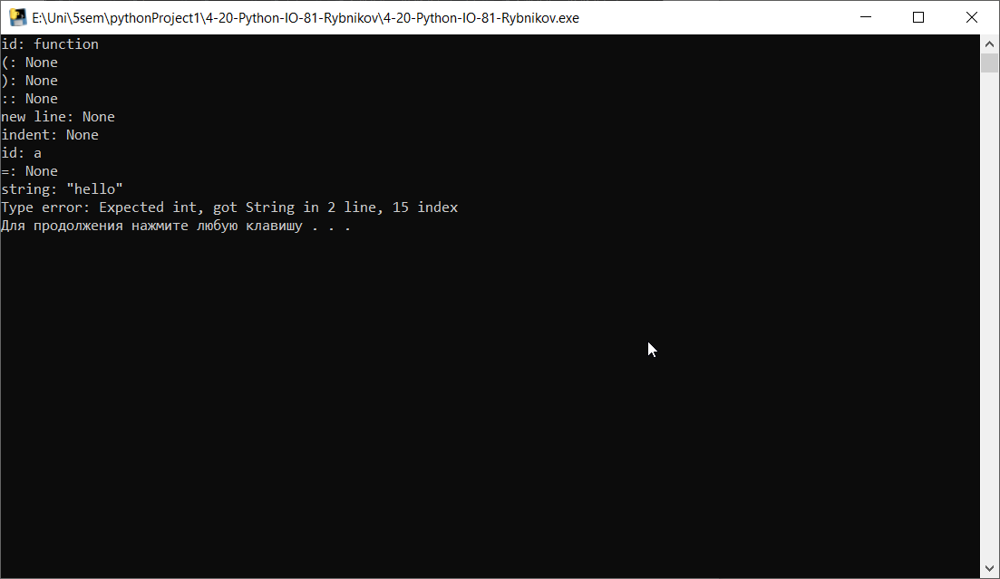 E:\Uni\5sem\pythonProject1\4-20-Python-IO-81-Rybnikov\4-20-Python-IO-81-Rybnikov.exe
id: function
(: None
): None
:: None
new line: None
indent: None
id: a
=: None
string: "hello"
Type error: Expected int, got String in 2 line, 15 index
Для продолжения нажмите любую клавишу . . .